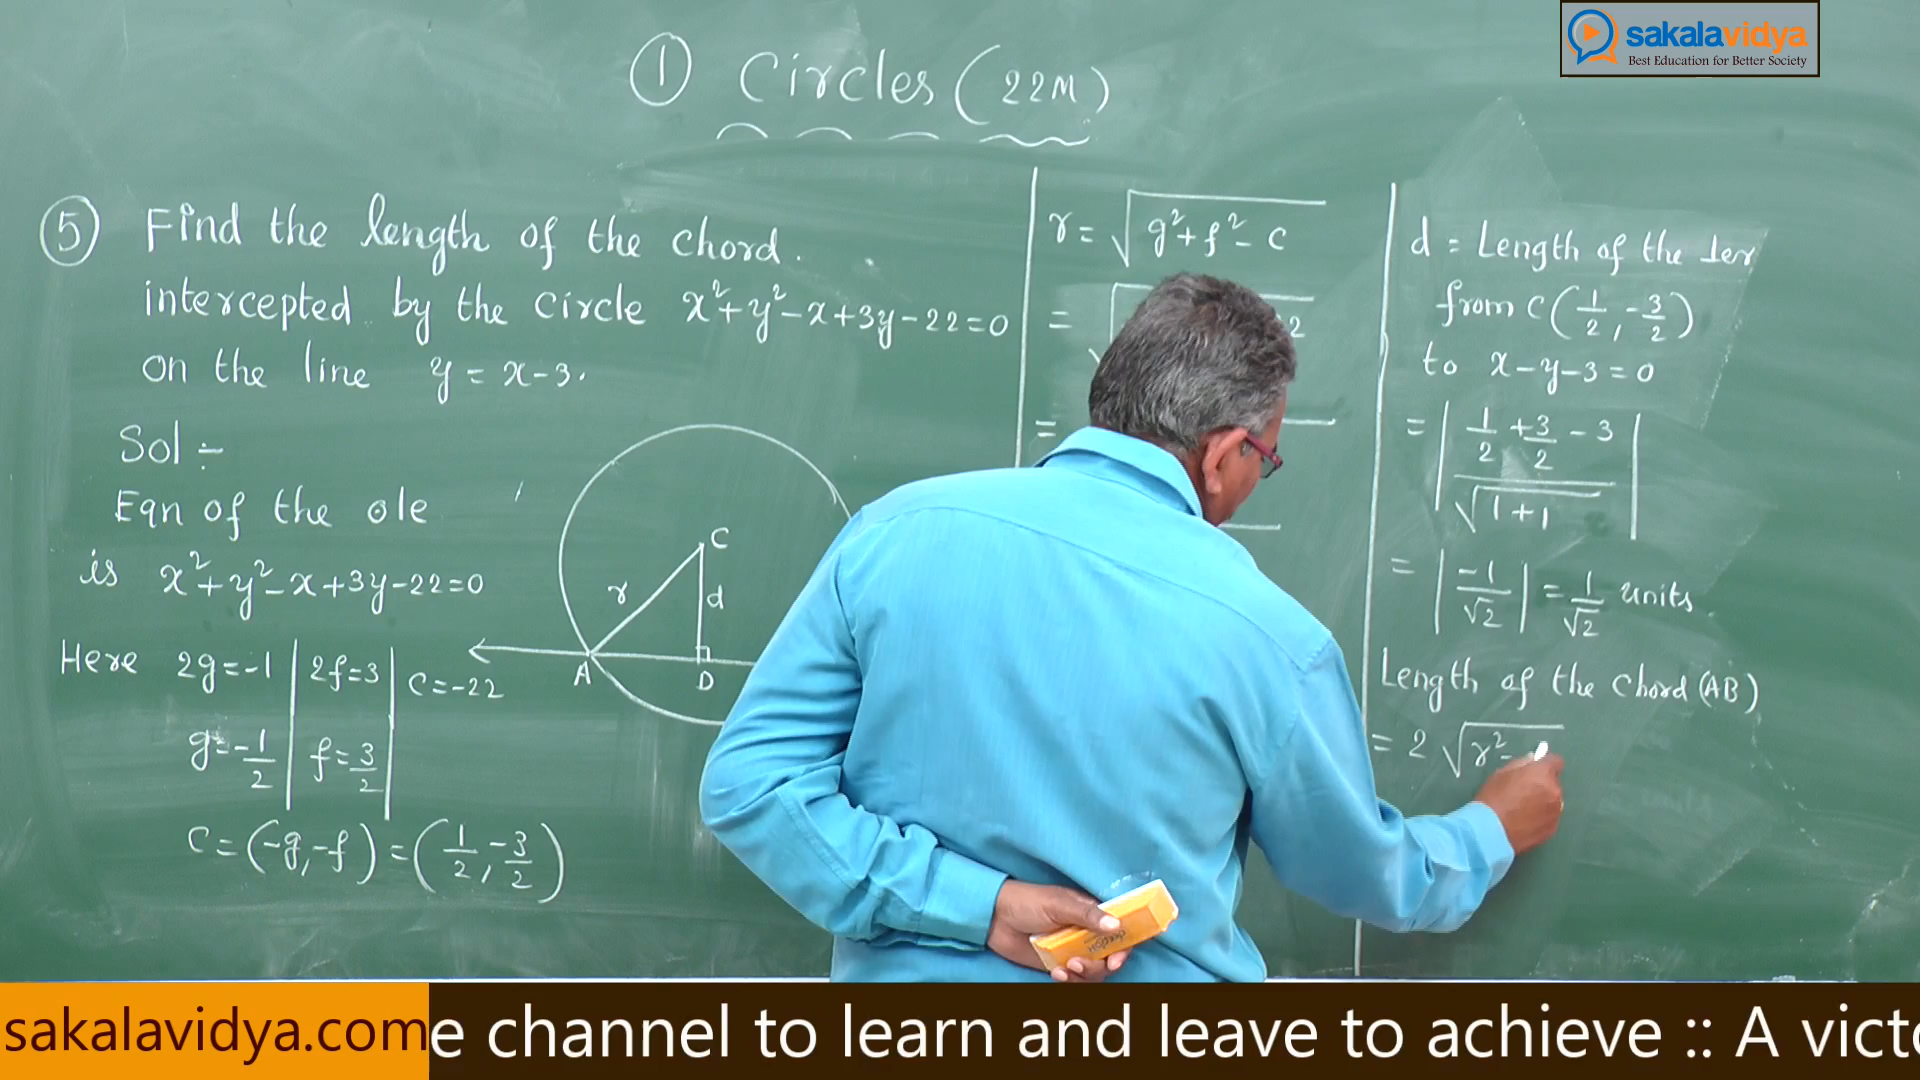 sakalavidya
Best Education for Better Society
① Circles (22M)
⑤ Find the length of the chord.
intercepted by the circle x²+y²-x+3y-22=0
on the line y = x-3.
Sol :-
Eqn of the ole
is x²+y²-x+3y-22=0
Here 2g=-1 | 2f=3 | c=-22
g=-1/2 | f=3/2
C=(-g,-f)=(1/2, -3/2)
C
r
d
A
D
r = √(g²+f²-c)
=
=
d = Length of the ⊥er
from C(1/2, -3/2)
to x-y-3=0
= | (1/2 + 3/2 - 3) / √(1+1) |
= | -1/√2 | = 1/√2 units.
Length of the chord (AB)
= 2 √(r²-
sakalavidya.com
e channel to learn and leave to achieve :: A victo